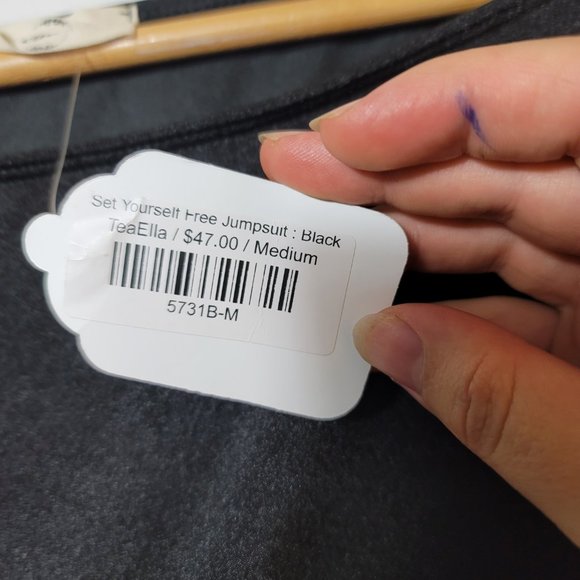 Set Yourself Free Jumpsuit : Black
TeaElla / $47.00 / Medium
5731B-M